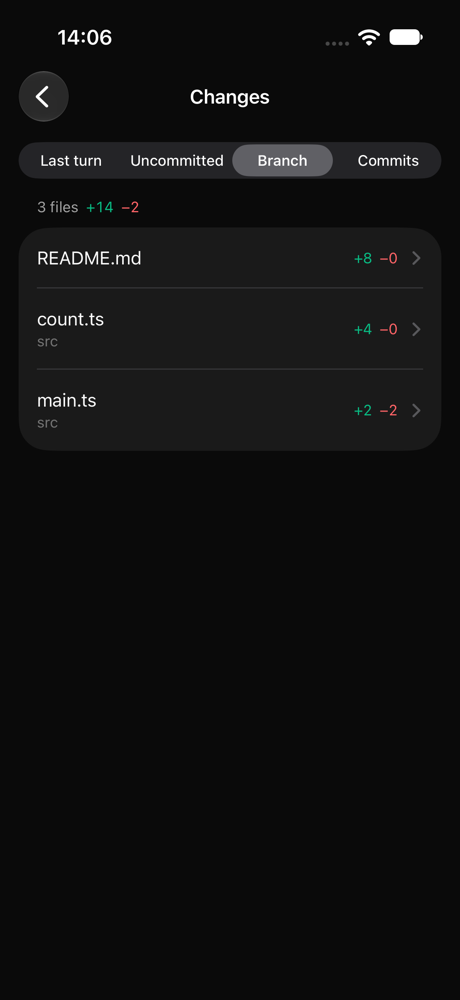 14:06
Changes
Last turn Uncommitted Branch Commits
3 files +14 −2
README.md +8 −0
count.ts +4 −0
src
main.ts +2 −2
src